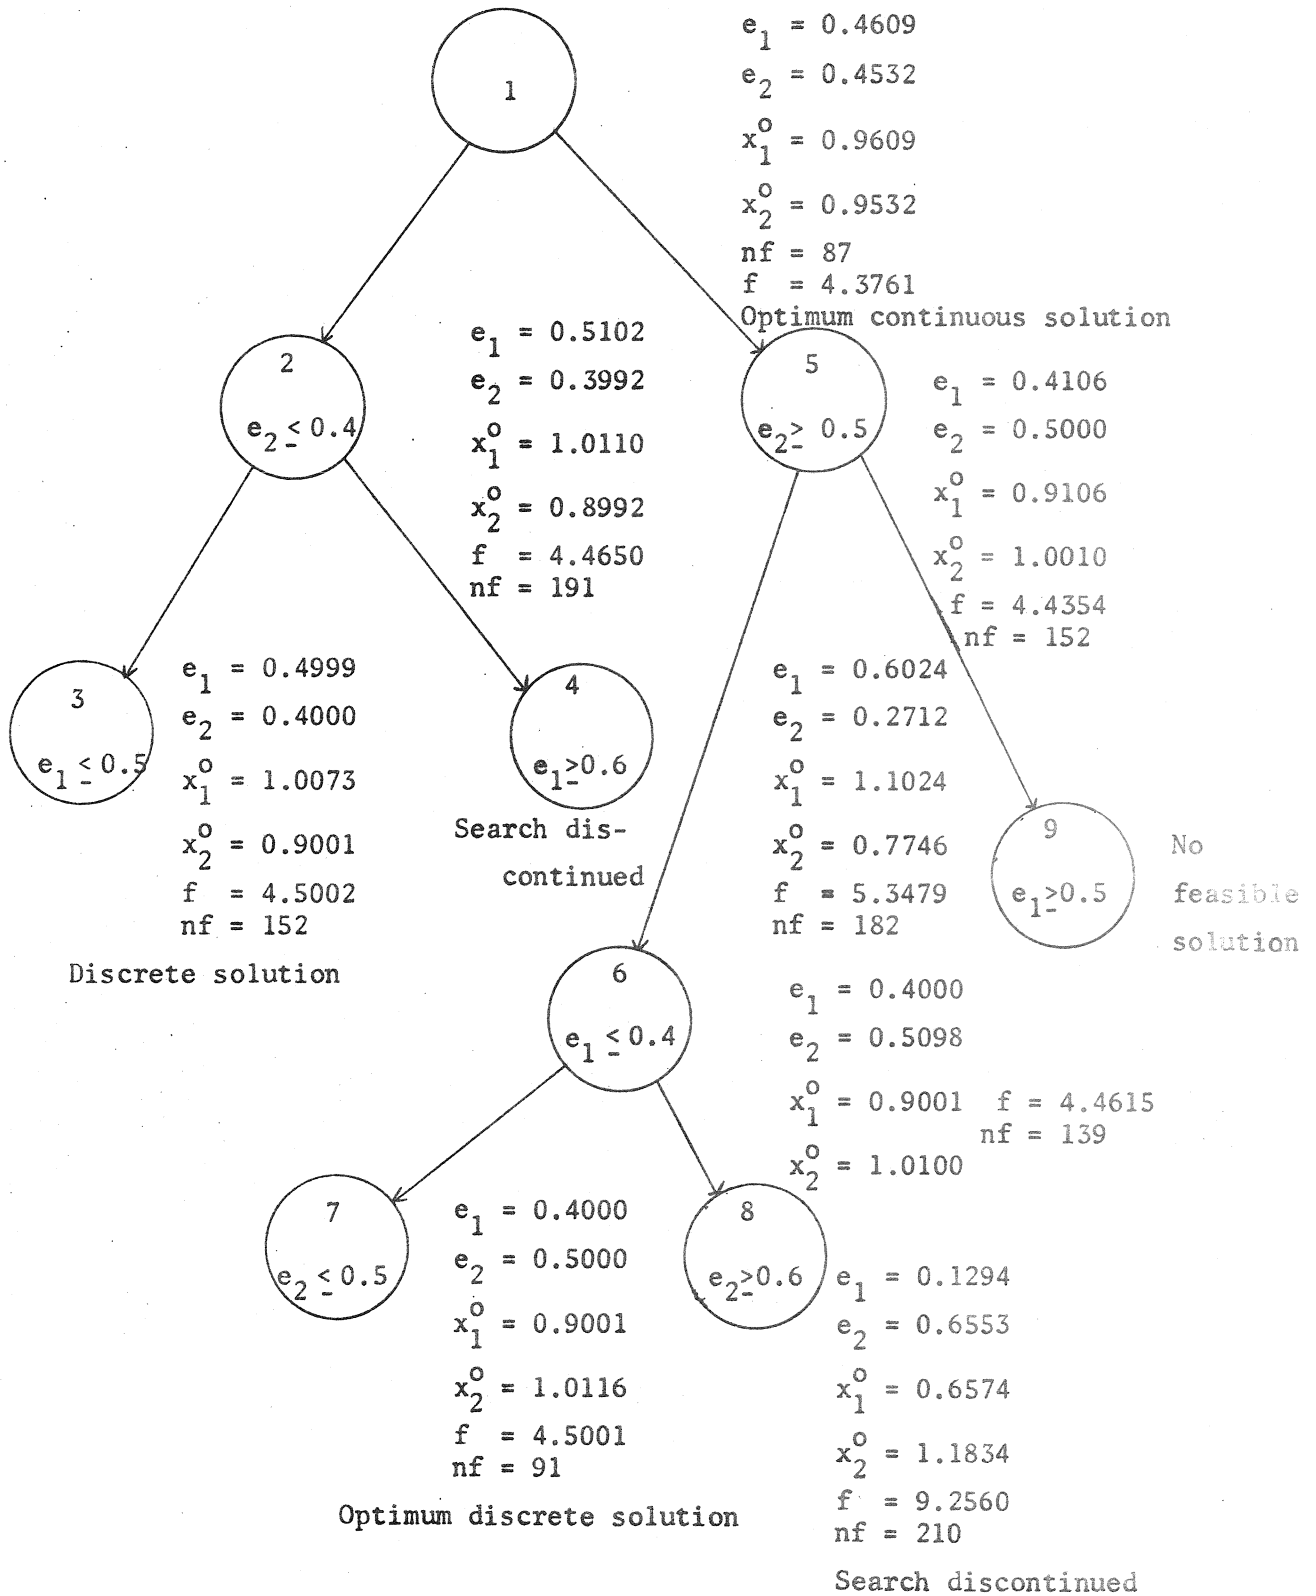 1
e₁ = 0.4609
e₂ = 0.4532
x₁ᴼ = 0.9609
x₂ᴼ = 0.9532
nf = 87
f = 4.3761
Optimum continuous solution
2
e₂ ≤ 0.4
e₁ = 0.5102
e₂ = 0.3992
x₁ᴼ = 1.0110
x₂ᴼ = 0.8992
f = 4.4650
nf = 191
5
e₂ ≥ 0.5
e₁ = 0.4106
e₂ = 0.5000
x₁ᴼ = 0.9106
x₂ᴼ = 1.0010
f = 4.4354
nf = 152
3
e₁ ≤ 0.5
e₁ = 0.4999
e₂ = 0.4000
x₁ᴼ = 1.0073
x₂ᴼ = 0.9001
f = 4.5002
nf = 152
Discrete solution
4
e₁≥0.6
Search dis-
continued
e₁ = 0.6024
e₂ = 0.2712
x₁ᴼ = 1.1024
x₂ᴼ = 0.7746
f = 5.3479
nf = 182
9
e₁≥0.5
No
feasible
solution
6
e₁ ≤ 0.4
e₁ = 0.4000
e₂ = 0.5098
x₁ᴼ = 0.9001 f = 4.4615
nf = 139
x₂ᴼ = 1.0100
7
e₂ ≤ 0.5
e₁ = 0.4000
e₂ = 0.5000
x₁ᴼ = 0.9001
x₂ᴼ = 1.0116
f = 4.5001
nf = 91
Optimum discrete solution
8
e₂≥0.6
e₁ = 0.1294
e₂ = 0.6553
x₁ᴼ = 0.6574
x₂ᴼ = 1.1834
f = 9.2560
nf = 210
Search discontinued